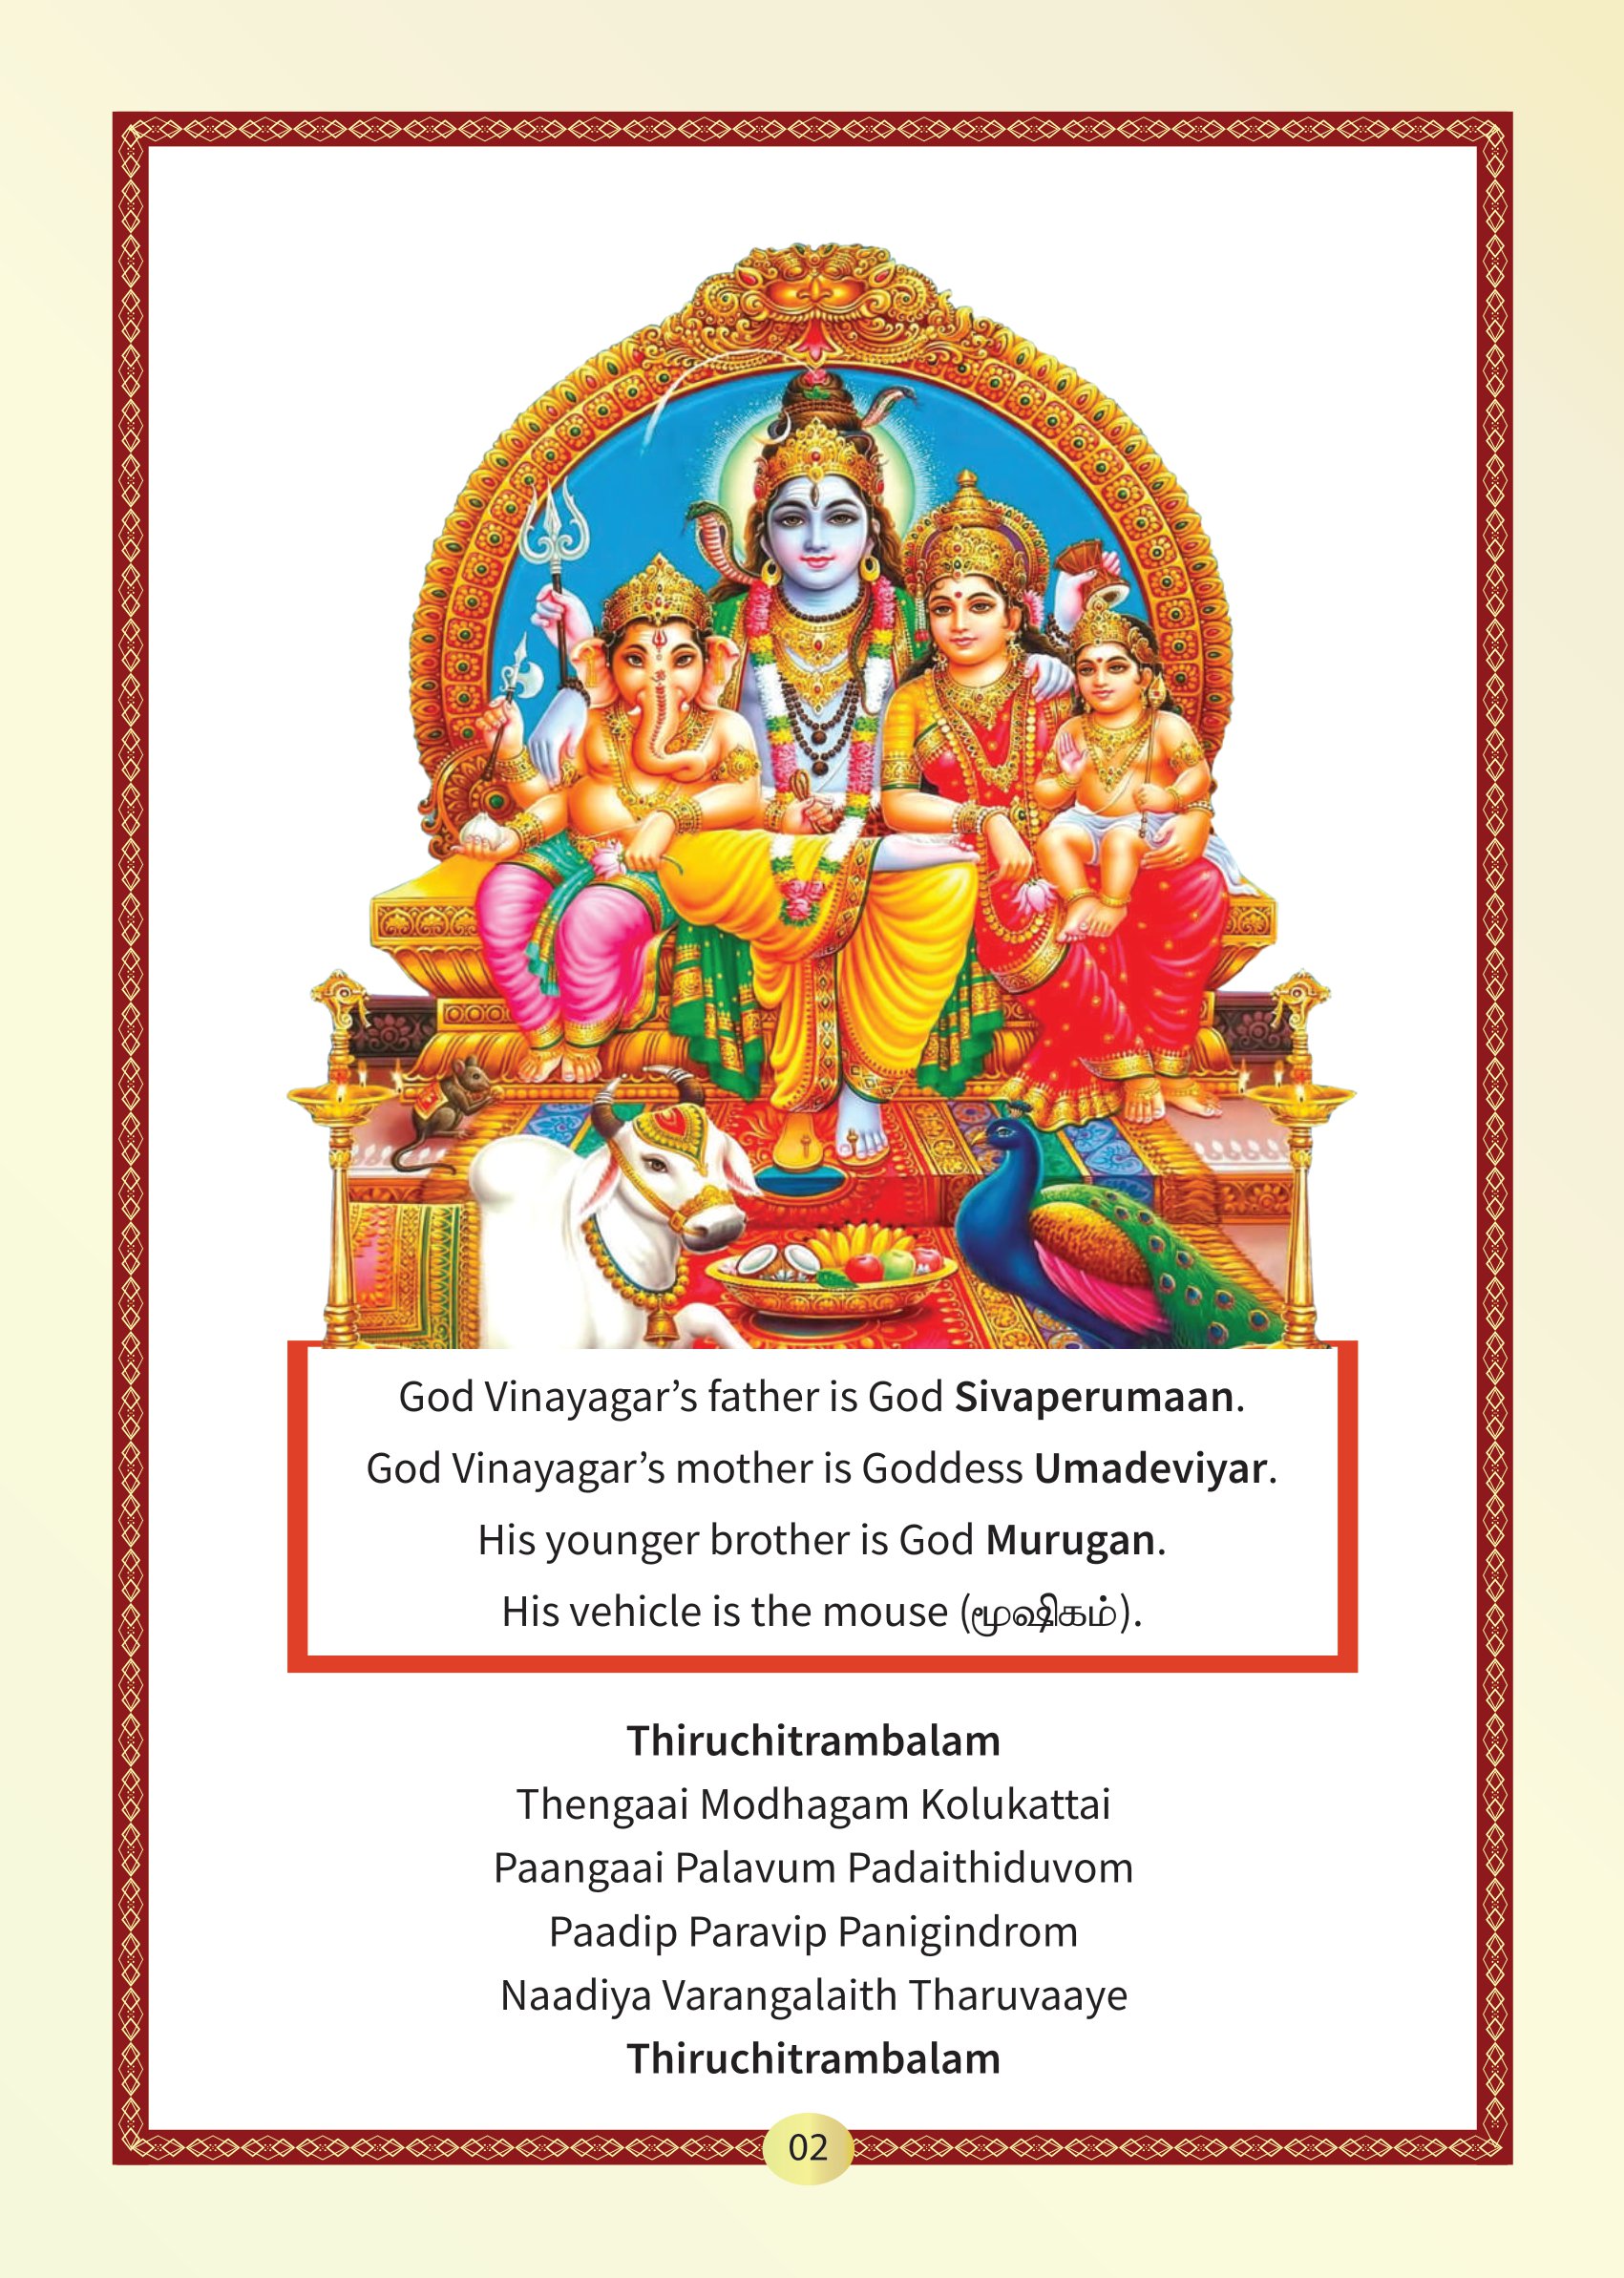 God Vinayagar’s father is God Sivaperumaan.
God Vinayagar’s mother is Goddess Umadeviyar.
His younger brother is God Murugan.
His vehicle is the mouse (மூஷிகம்).
Thiruchitrambalam
Thengaai Modhagam Kolukattai
Paangaai Palavum Padaithiduvom
Paadip Paravip Panigindrom
Naadiya Varangalaith Tharuvaaye
Thiruchitrambalam
02